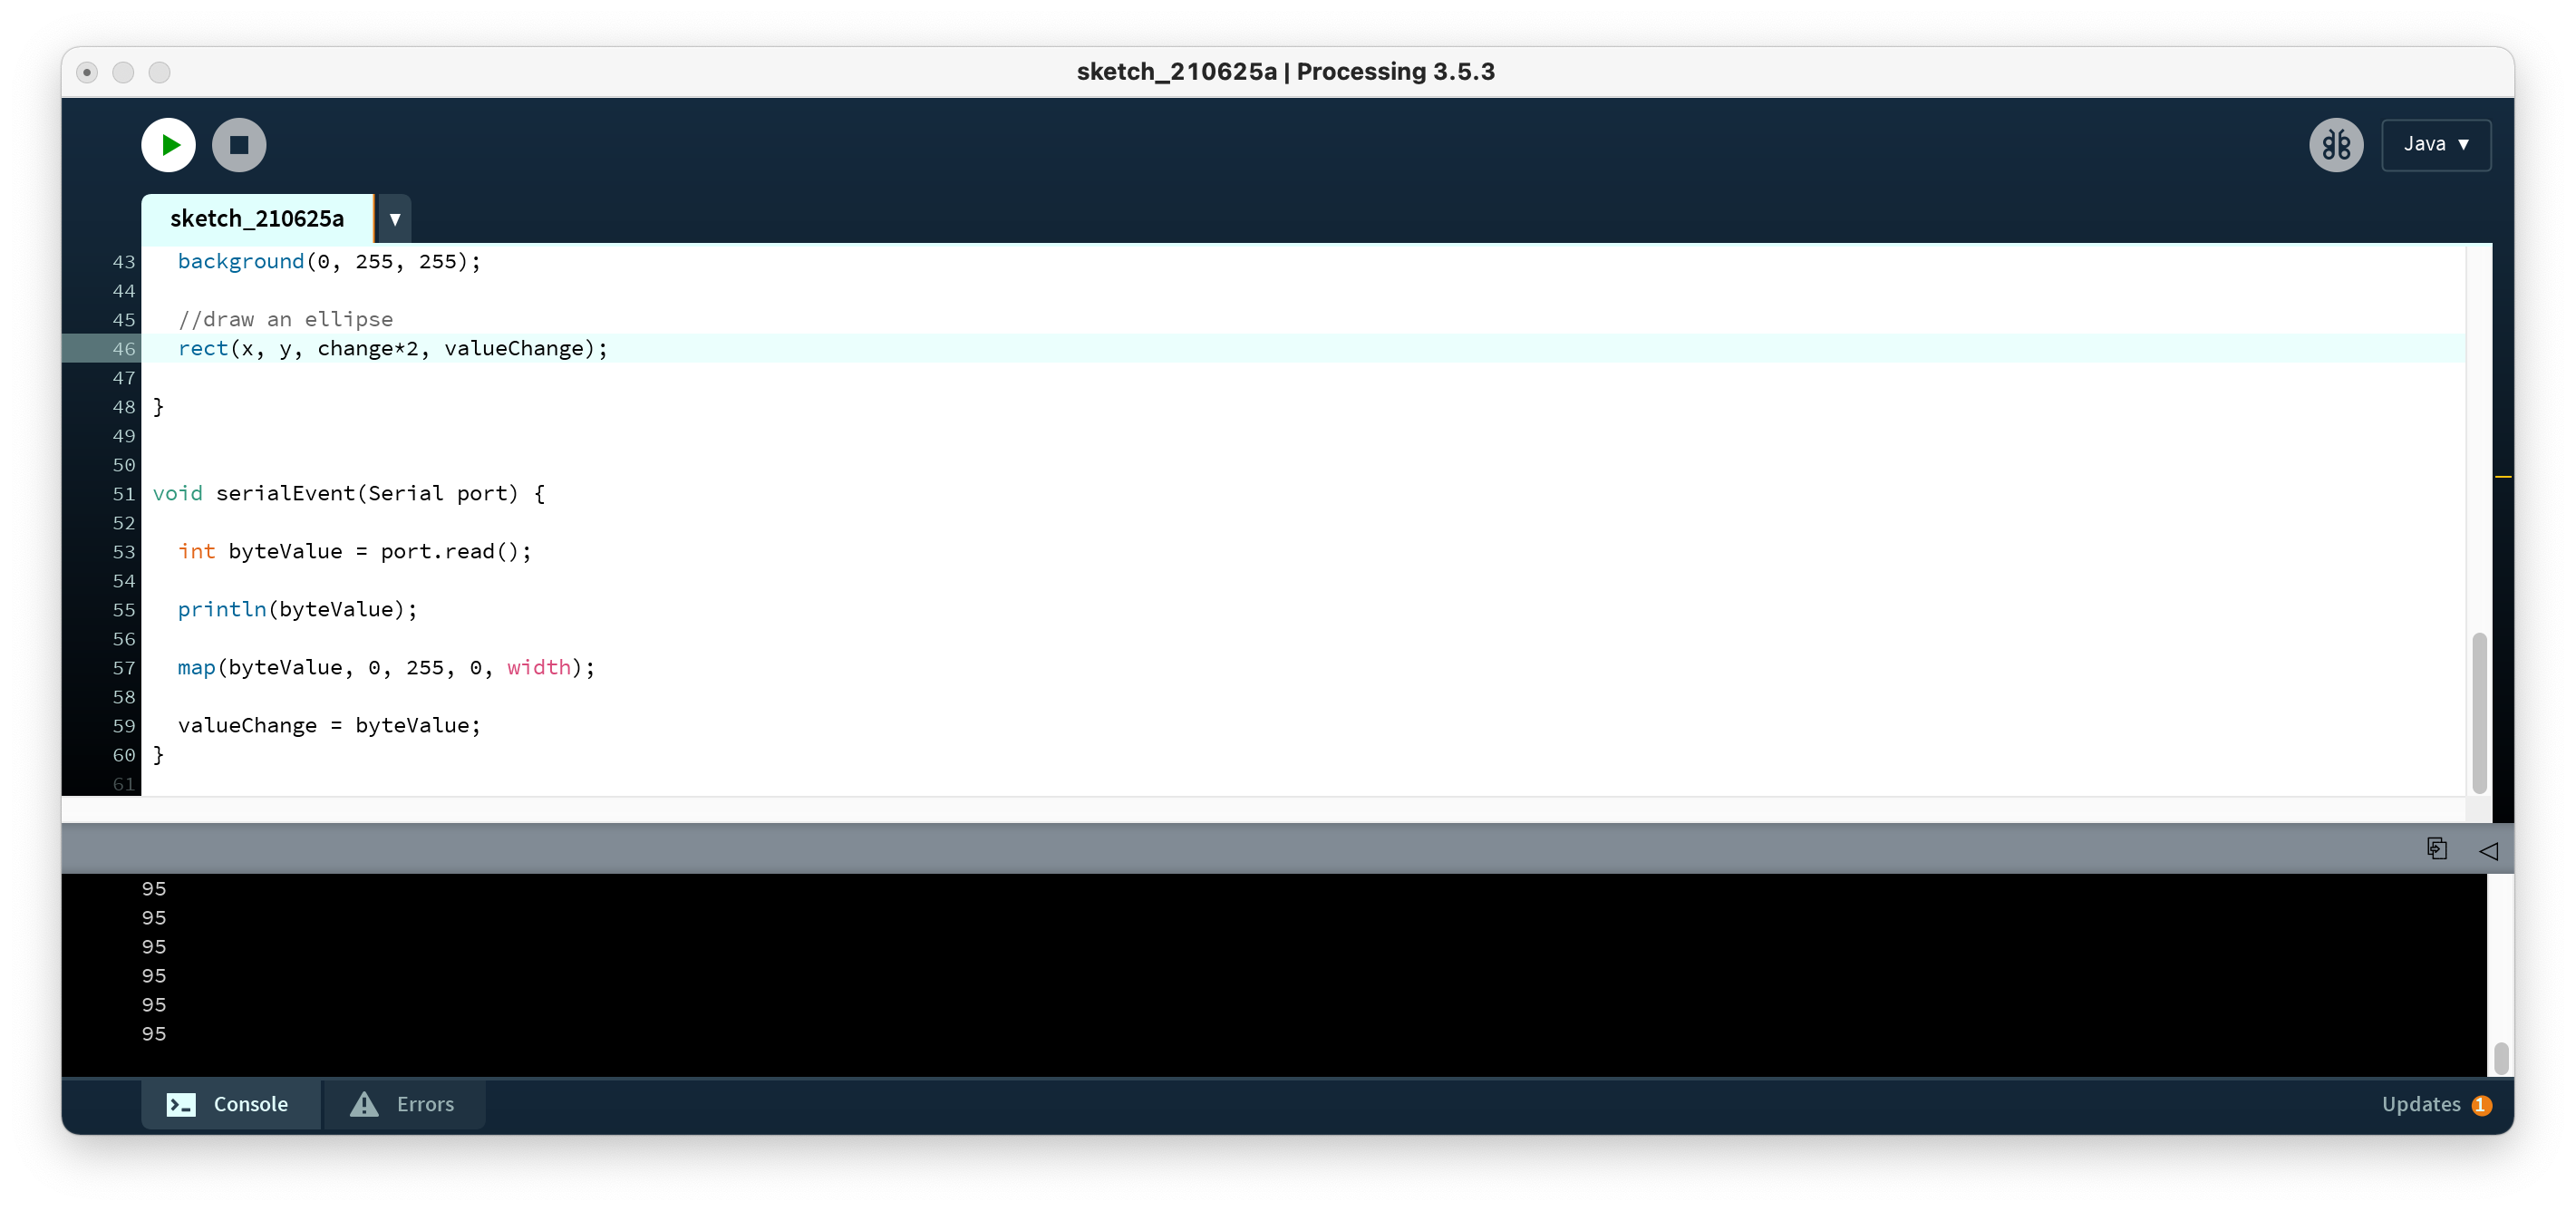 sketch_210625a | Processing 3.5.3
Java ▼
sketch_210625a ▼
43 background(0, 255, 255);
44
45 //draw an ellipse
46 rect(x, y, change*2, valueChange);
47
48 }
49
50
51 void serialEvent(Serial port) {
52
53 int byteValue = port.read();
54
55 println(byteValue);
56
57 map(byteValue, 0, 255, 0, width);
58
59 valueChange = byteValue;
60 }
61
95
95
95
95
95
95
Console Errors Updates 1